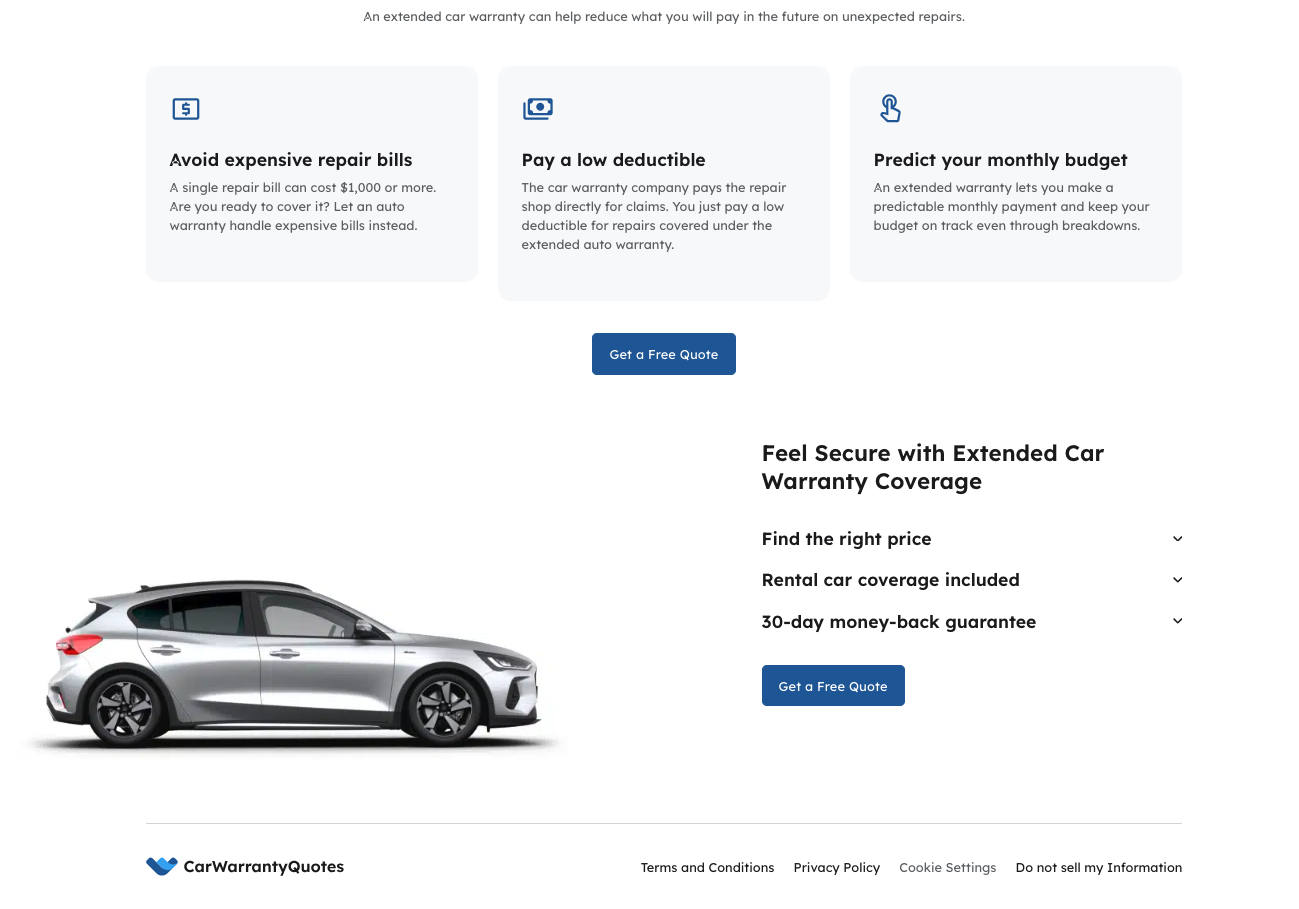 An extended car warranty can help reduce what you will pay in the future on unexpected repairs.
Avoid expensive repair bills
A single repair bill can cost $1,000 or more.
Are you ready to cover it? Let an auto
warranty handle expensive bills instead.
Pay a low deductible
The car warranty company pays the repair
shop directly for claims. You just pay a low
deductible for repairs covered under the
extended auto warranty.
Predict your monthly budget
An extended warranty lets you make a
predictable monthly payment and keep your
budget on track even through breakdowns.
Get a Free Quote
Feel Secure with Extended Car
Warranty Coverage
Find the right price
Rental car coverage included
30-day money-back guarantee
Get a Free Quote
CarWarrantyQuotes
Terms and Conditions Privacy Policy Cookie Settings Do not sell my Information